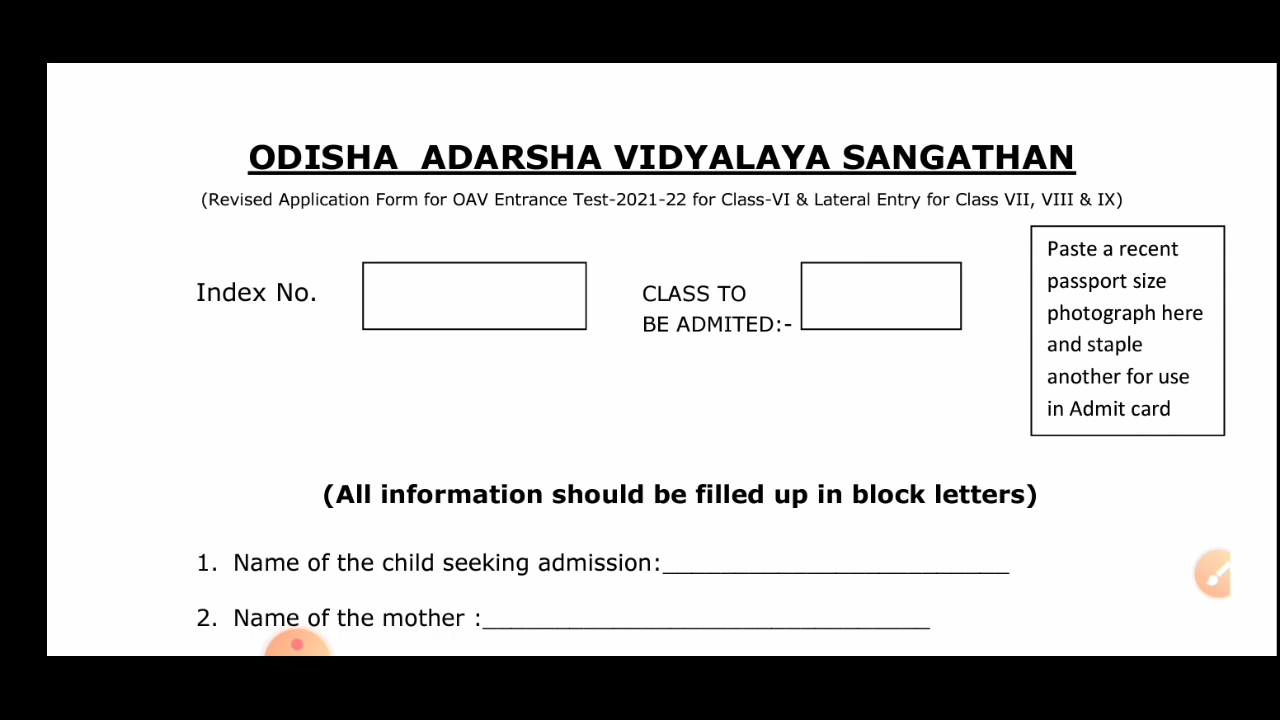 ODISHA ADARSHA VIDYALAYA SANGATHAN
(Revised Application Form for OAV Entrance Test-2021-22 for Class-VI & Lateral Entry for Class VII, VIII & IX)
Index No.
CLASS TO
BE ADMITED:-
Paste a recent
passport size
photograph here
and staple
another for use
in Admit card
(All information should be filled up in block letters)
1. Name of the child seeking admission:________________________
2. Name of the mother :_______________________________